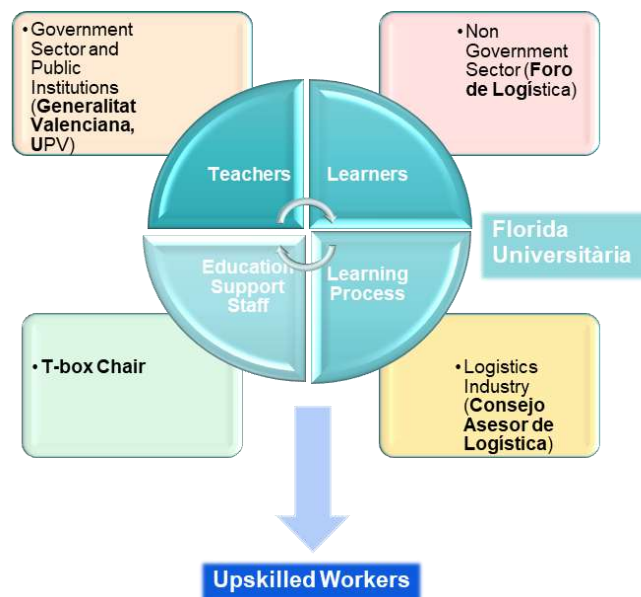 • Government
Sector and
Public
Institutions
(Generalitat
Valenciana,
UPV)
• Non
Government
Sector (Foro
de Logística)
Teachers
Learners
Education
Support
Staff
Learning
Process
Florida
Universitària
• T-box Chair
• Logistics
Industry
(Consejo
Asesor de
Logística)
Upskilled Workers